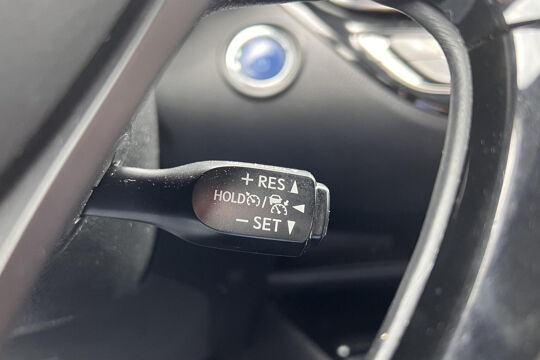 + RES ▲
HOLD / ◄
− SET ▼